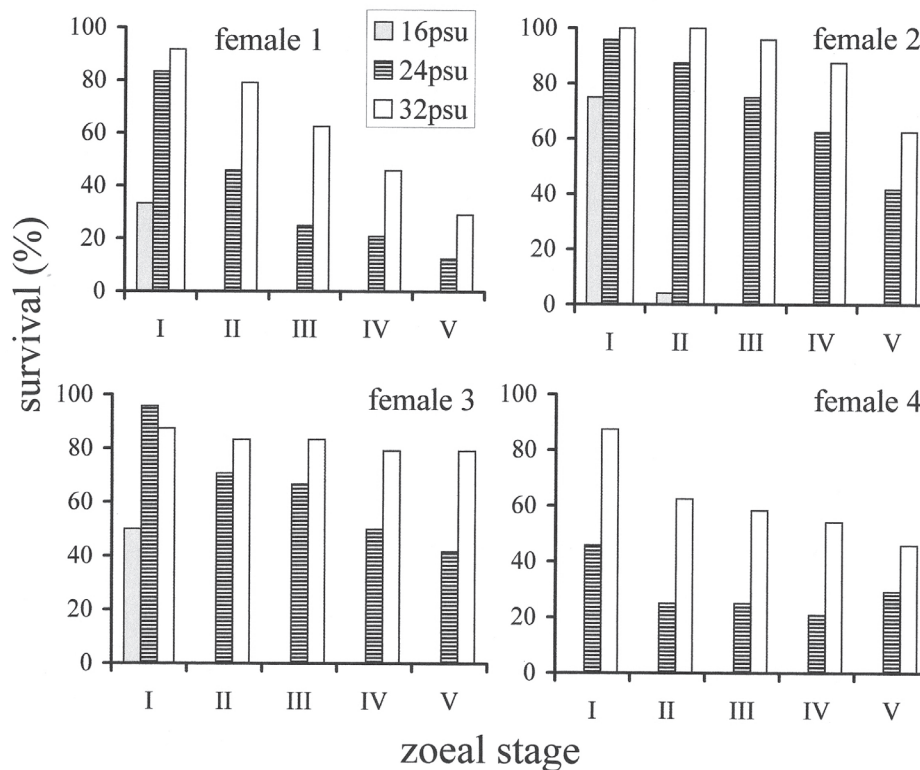 survival (%)
female 1
16psu
24psu
32psu
100
80
60
40
20
0
I II III IV V
female 2
100
80
60
40
20
0
I II III IV V
female 3
100
80
60
40
20
0
I II III IV V
female 4
100
80
60
40
20
0
I II III IV V
zoeal stage